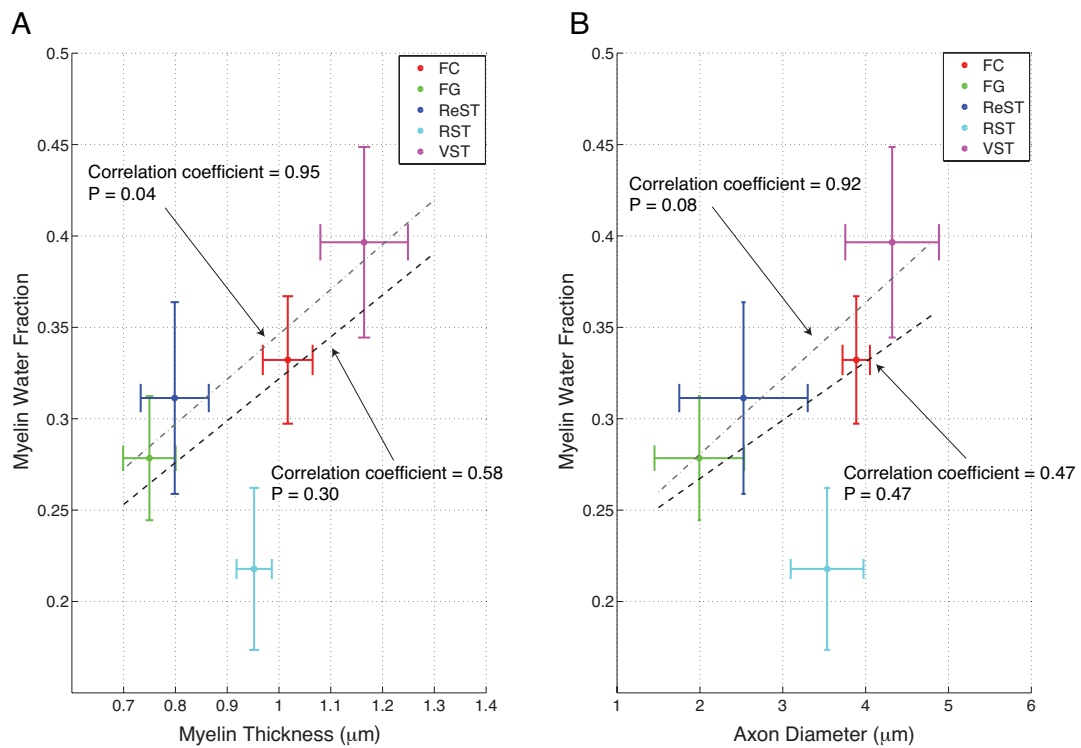 A
0.5
0.45
0.4
0.35
0.3
0.25
0.2
Myelin Water Fraction
FC
FG
ReST
RST
VST
Correlation coefficient = 0.95
P = 0.04
Correlation coefficient = 0.58
P = 0.30
0.7 0.8 0.9 1 1.1 1.2 1.3 1.4
Myelin Thickness (μm)
B
0.5
0.45
0.4
0.35
0.3
0.25
0.2
Myelin Water Fraction
FC
FG
ReST
RST
VST
Correlation coefficient = 0.92
P = 0.08
Correlation coefficient = 0.47
P = 0.47
1 2 3 4 5 6
Axon Diameter (μm)